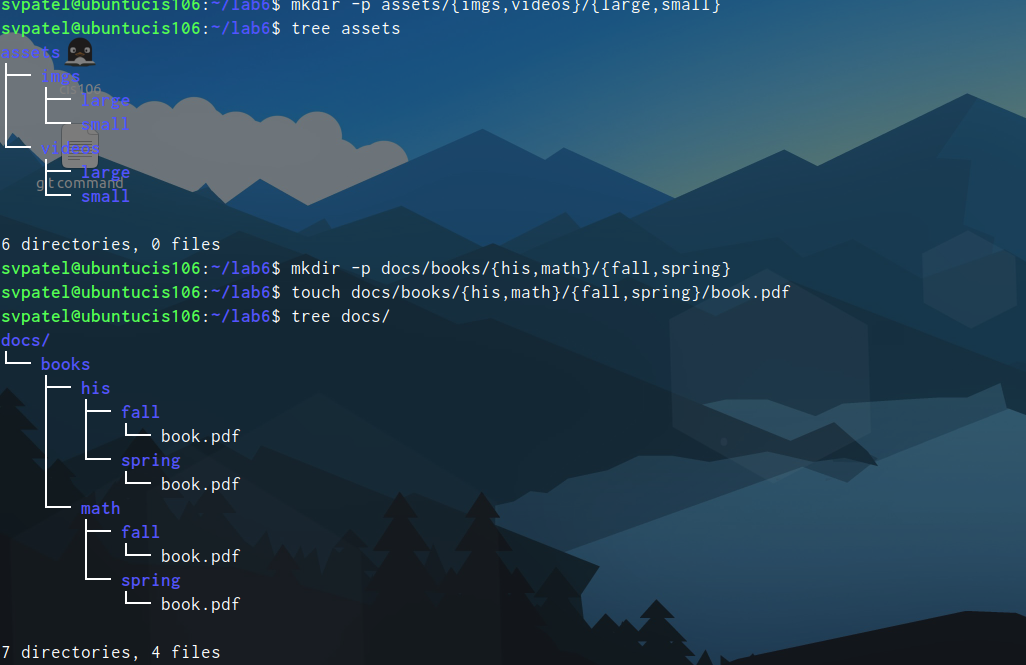 svpatel@ubuntucis106:~/lab6$ mkdir -p assets/{imgs,videos}/{large,small}
svpatel@ubuntucis106:~/lab6$ tree assets
assets
├── imgs
cis106
│   ├── large
│   └── small
└── videos
    ├── large
git command
    └── small
6 directories, 0 files
svpatel@ubuntucis106:~/lab6$ mkdir -p docs/books/{his,math}/{fall,spring}
svpatel@ubuntucis106:~/lab6$ touch docs/books/{his,math}/{fall,spring}/book.pdf
svpatel@ubuntucis106:~/lab6$ tree docs/
docs/
└── books
    ├── his
    │   ├── fall
    │   │   └── book.pdf
    │   └── spring
    │       └── book.pdf
    └── math
        ├── fall
        │   └── book.pdf
        └── spring
            └── book.pdf
7 directories, 4 files